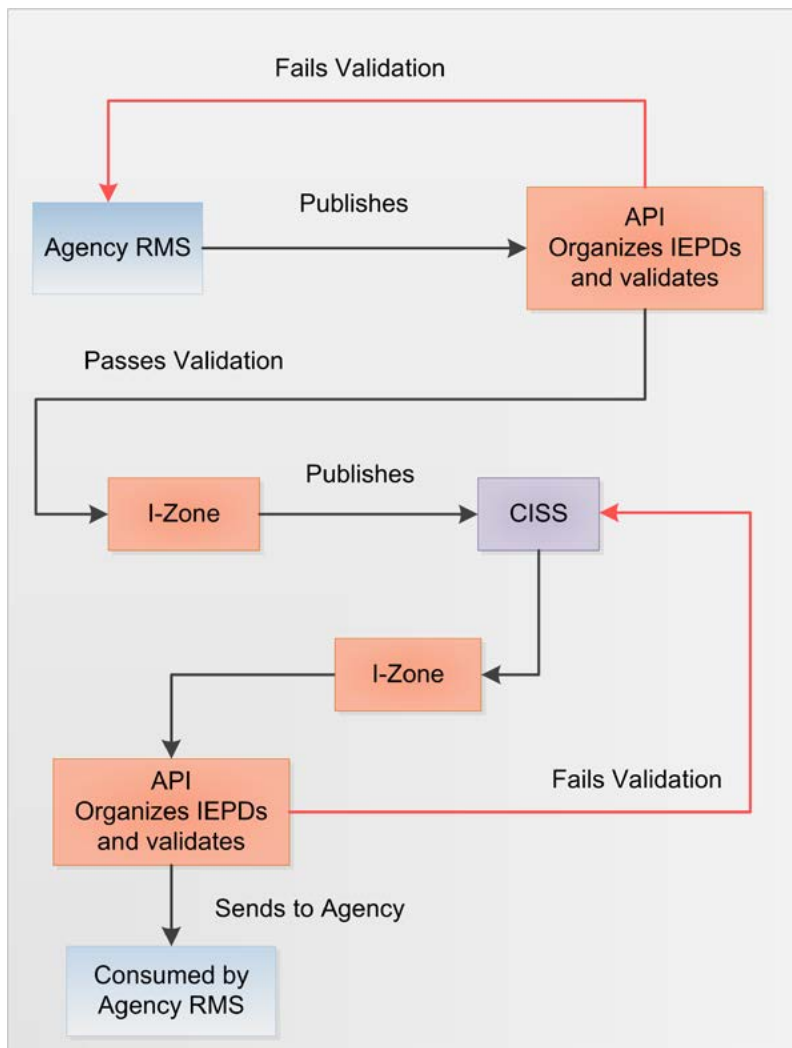 Fails Validation
Publishes
Agency RMS
API
Organizes IEPDs
and validates
Passes Validation
Publishes
I-Zone
CISS
I-Zone
API
Organizes IEPDs
and validates
Fails Validation
Sends to Agency
Consumed by
Agency RMS